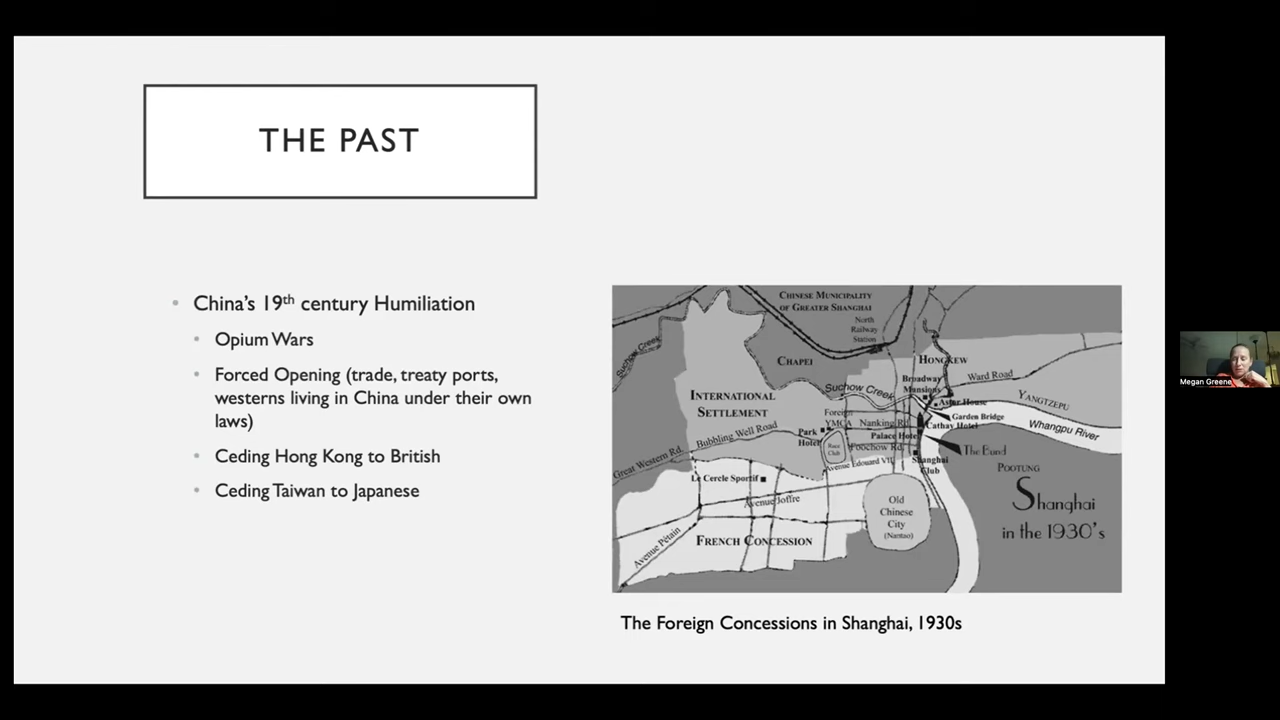 THE PAST
China's 19th century Humiliation
Opium Wars
Forced Opening (trade, treaty ports,
westerns living in China under their own
laws)
Ceding Hong Kong to British
Ceding Taiwan to Japanese
CHINESE MUNICIPALITY
OF GREATER SHANGHAI
North
Railway
Station
Suchow Creek
CHAPEI
HONGKEW
Broadway
Mansions
Ward Road
Suchow Creek
INTERNATIONAL
SETTLEMENT
Astor House
YANGTZEPU
Garden Bridge
Foreign
YMCA
Nanking Rd.
Cathay Hotel
Whangpu River
Park
Hotel
Palace Hotel
Bubbling Well Road
Race
Club
Foochow Rd.
The Bund
Great Western Rd.
Avenue Edouard VII
Shanghai
Club
POOTUNG
Le Cercle Sportif
Avenue Joffre
Old
Chinese
City
(Nantao)
Shanghai
in the 1930's
FRENCH CONCESSION
Avenue Pétain
The Foreign Concessions in Shanghai, 1930s
Megan Greene